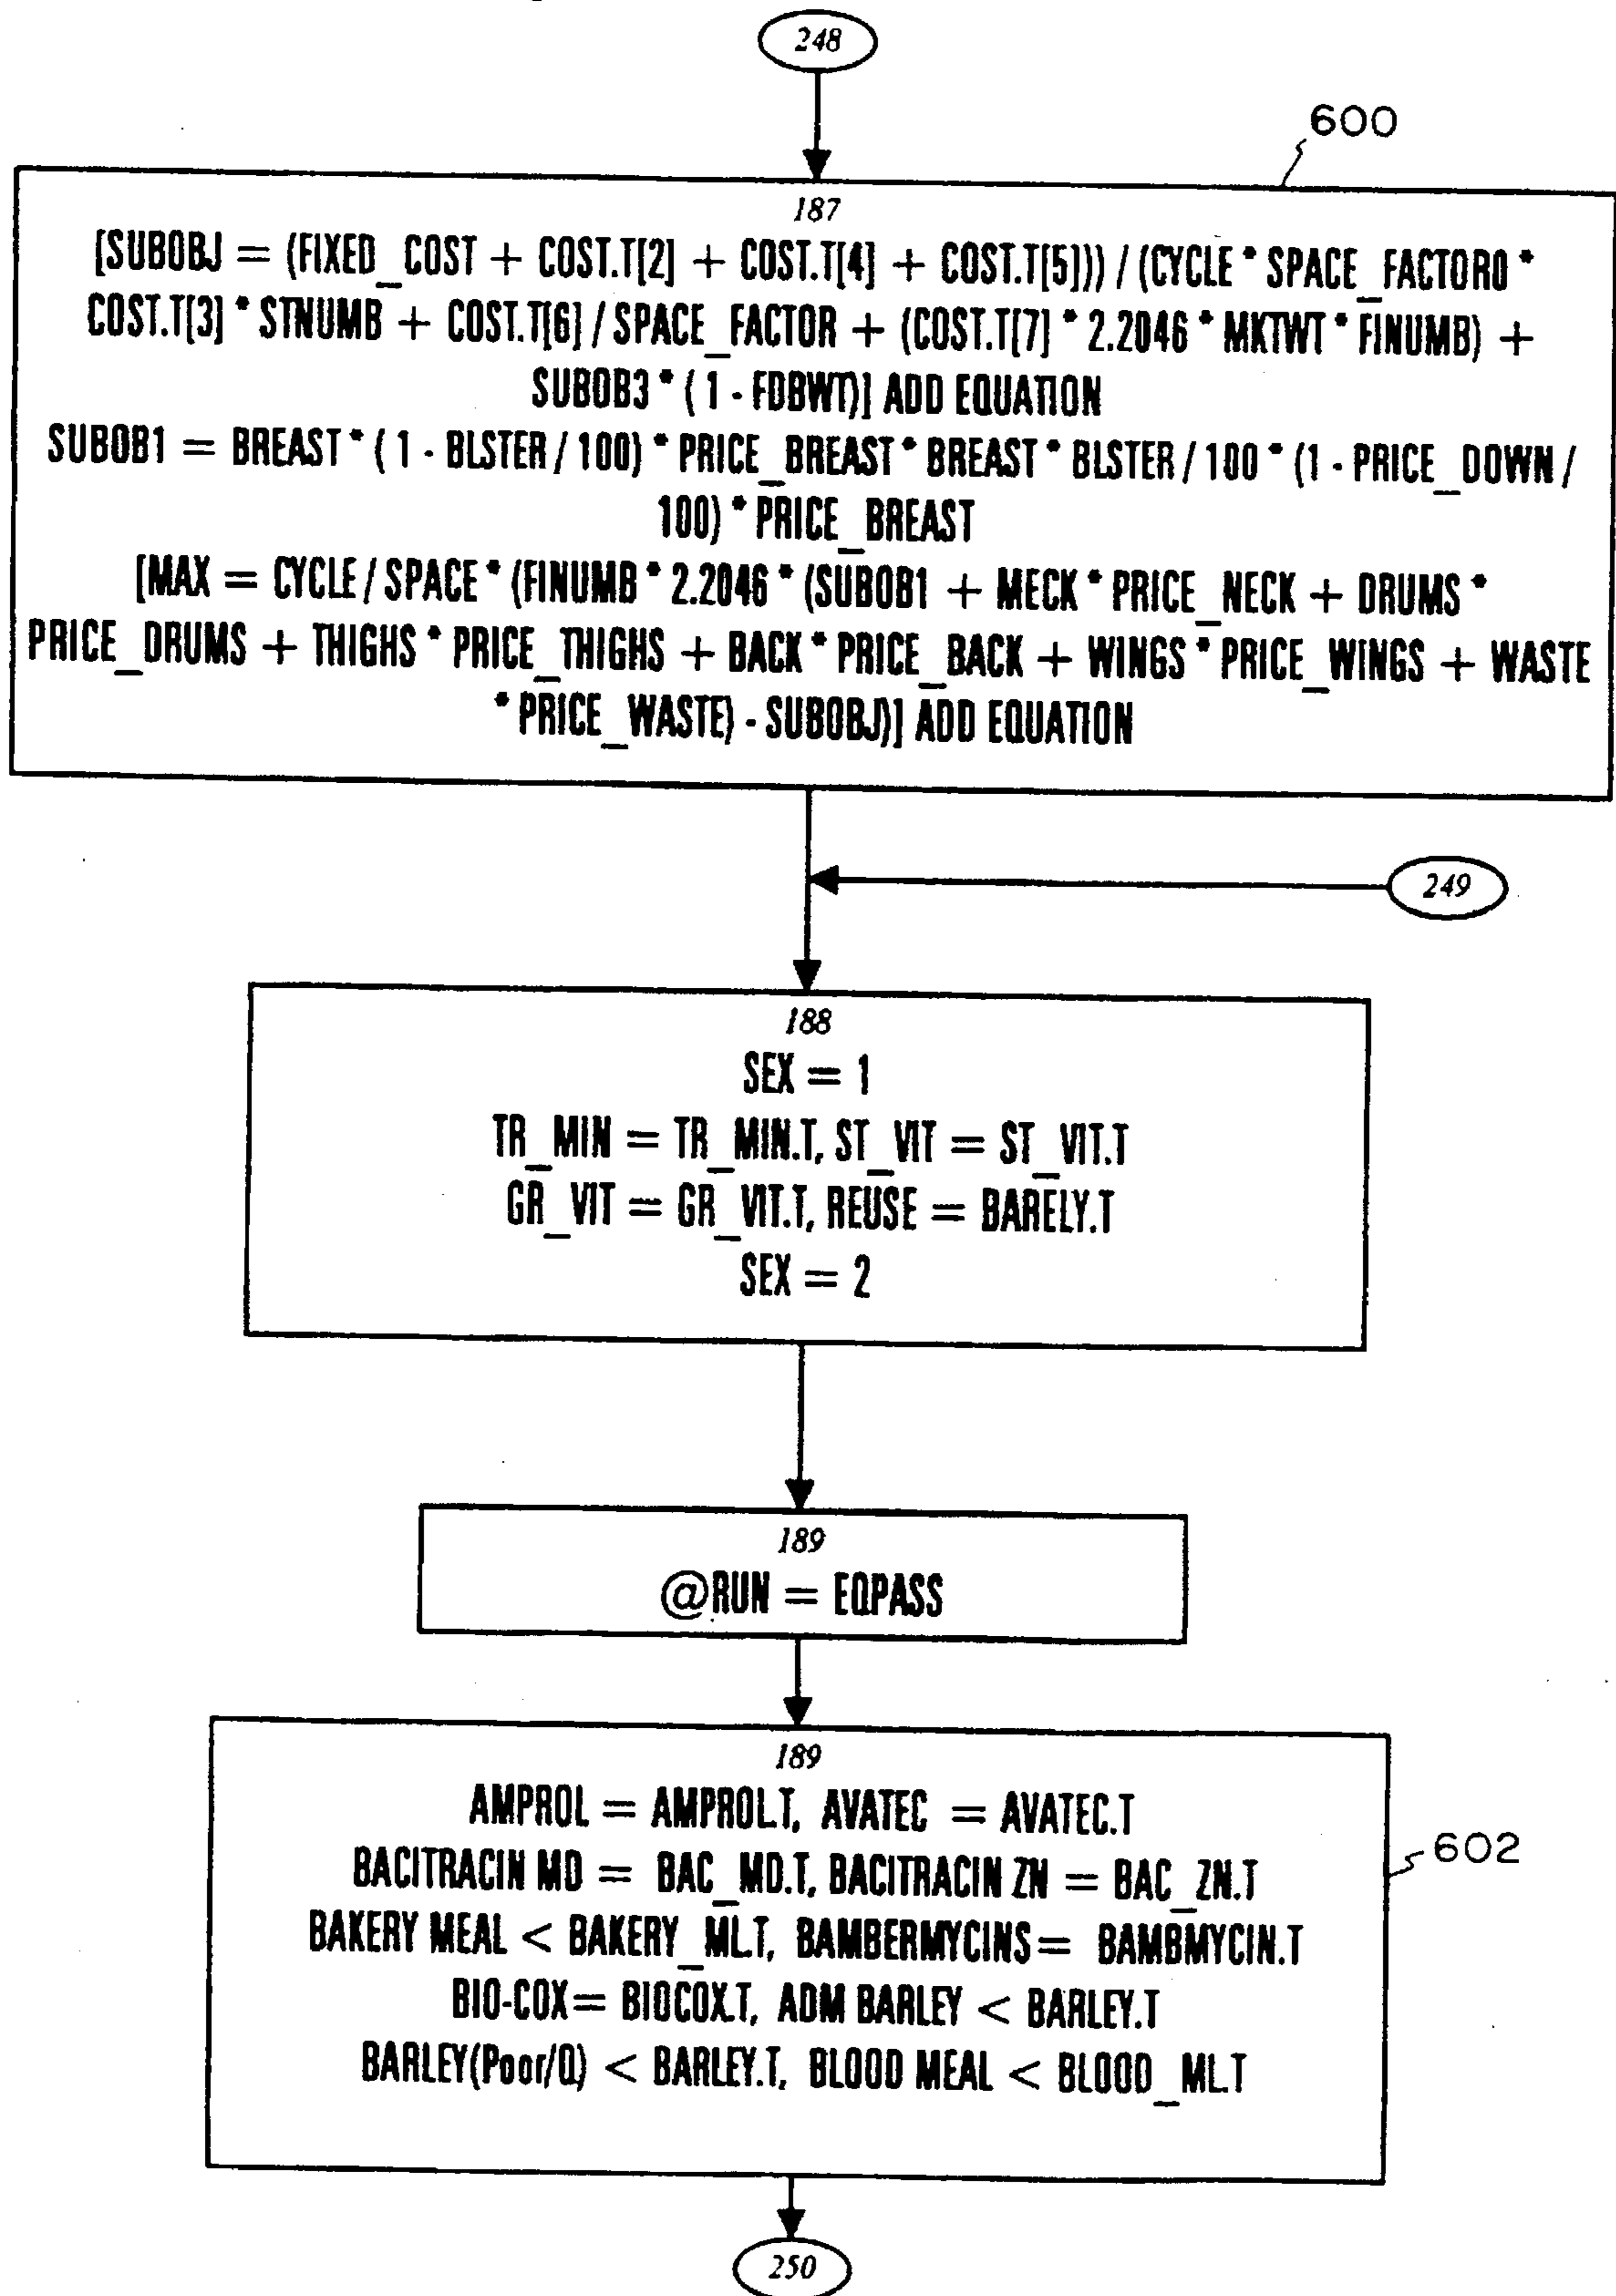 248
600
187
[SUBOBJ = (FIXED_COST + COST.T[2] + COST.T[4] + COST.T[5])) / (CYCLE * SPACE_FACTOR0 *
COST.T[3] * STNUMB + COST.T[6] / SPACE_FACTOR + (COST.T[7] * 2.2046 * MKTWT * FINUMB) +
SUBOB3 * ( 1 - FDBWT)] ADD EQUATION
SUBOB1 = BREAST * ( 1 - BLSTER / 100) * PRICE_BREAST * BREAST * BLSTER / 100 * (1 - PRICE_DOWN /
100) * PRICE_BREAST
[MAX = CYCLE / SPACE * (FINUMB * 2.2046 * (SUBOB1 + MECK * PRICE_NECK + DRUMS *
PRICE_DRUMS + THIGHS * PRICE_THIGHS + BACK * PRICE_BACK + WINGS * PRICE_WINGS + WASTE
* PRICE_WASTE) - SUBOBJ)] ADD EQUATION
249
188
SEX = 1
TR_MIN = TR_MIN.T, ST_VIT = ST_VIT.T
GR_VIT = GR_VIT.T, REUSE = BARELY.T
SEX = 2
189
@RUN = EQPASS
189
AMPROL = AMPROL.T, AVATEC = AVATEC.T
602
BACITRACIN MD = BAC_MD.T, BACITRACIN ZN = BAC_ZN.T
BAKERY MEAL < BAKERY_ML.T, BAMBERMYCINS = BAMBMYCIN.T
BIO-COX = BIOCOX.T, ADM BARLEY < BARLEY.T
BARLEY(Poor/Q) < BARLEY.T, BLOOD MEAL < BLOOD_ML.T
250